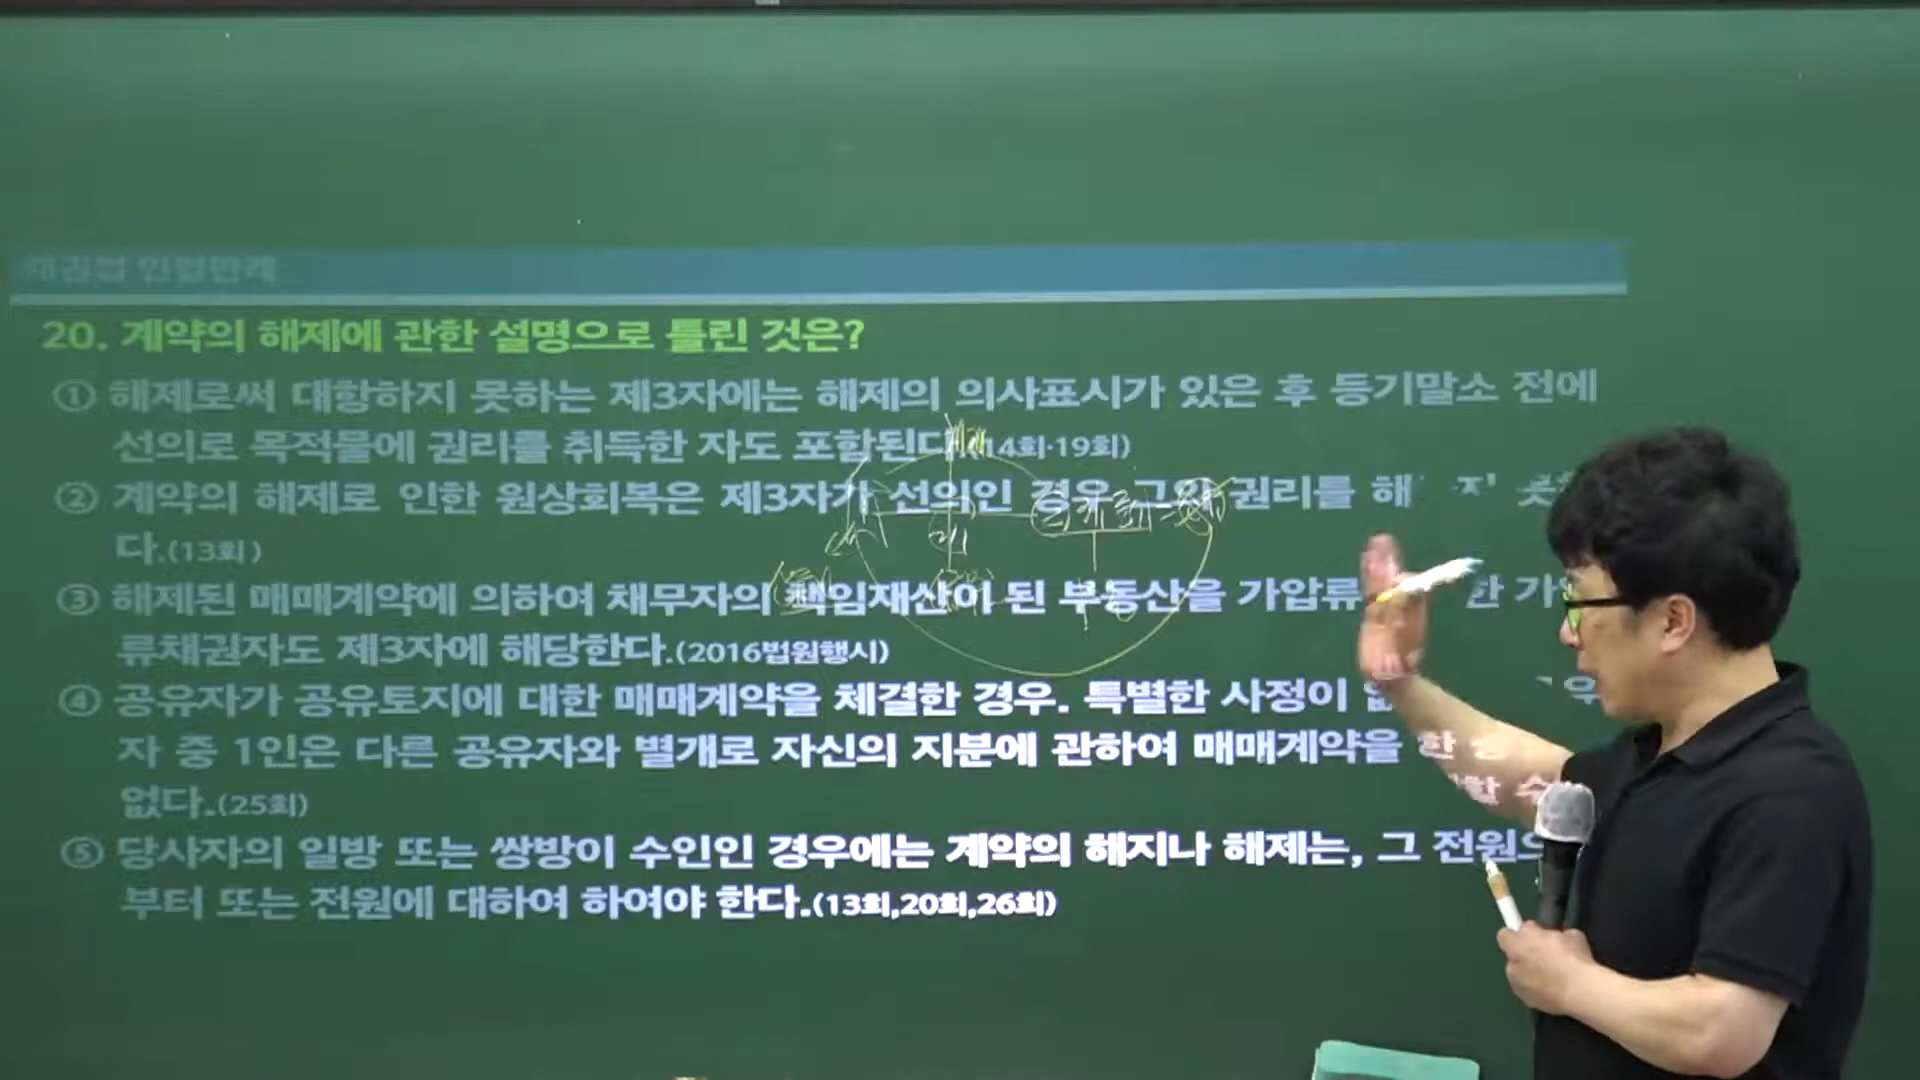 20. 계약의 해제에 관한 설명으로 틀린 것은?
① 해제로써 대항하지 못하는 제3자에는 해제의 의사표시가 있은 후 등기말소 전에
선의로 목적물에 권리를 취득한 자도 포함된다.(14회·19회)
② 계약의 해제로 인한 원상회복은 제3자가 선의인 경우 그의 권리를 해
다.(13회)
③ 해제된 매매계약에 의하여 채무자의 책임재산이 된 부동산을 가압류 한 가
류채권자도 제3자에 해당한다.(2016법원행시)
④ 공유자가 공유토지에 대한 매매계약을 체결한 경우. 특별한 사정이
자 중 1인은 다른 공유자와 별개로 자신의 지분에 관하여 매매계약을
없다.(25회)
⑤ 당사자의 일방 또는 쌍방이 수인인 경우에는 계약의 해지나 해제는, 그 전원으
부터 또는 전원에 대하여 하여야 한다.(13회,20회,26회)